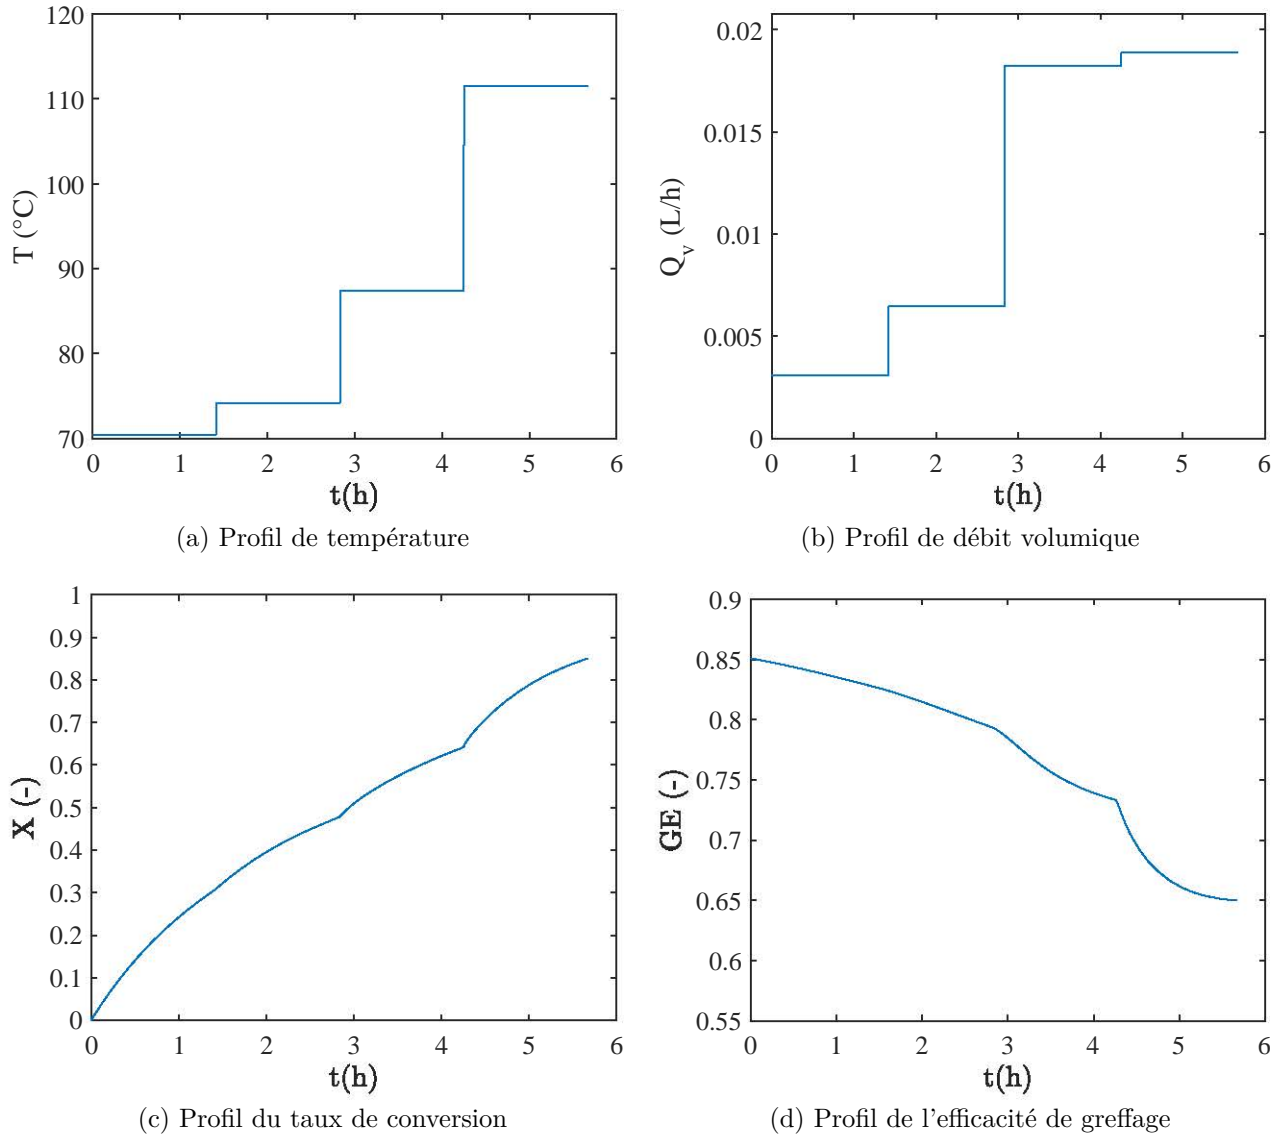 120
110
100
90
80
70
T (°C)
0 1 2 3 4 5 6
t(h)
(a) Profil de température
0.02
0.015
0.01
0.005
0
Qv (L/h)
0 1 2 3 4 5 6
t(h)
(b) Profil de débit volumique
1
0.9
0.8
0.7
0.6
0.5
0.4
0.3
0.2
0.1
0
X (-)
0 1 2 3 4 5 6
t(h)
(c) Profil du taux de conversion
0.9
0.85
0.8
0.75
0.7
0.65
0.6
0.55
GE (-)
0 1 2 3 4 5 6
t(h)
(d) Profil de l'efficacité de greffage